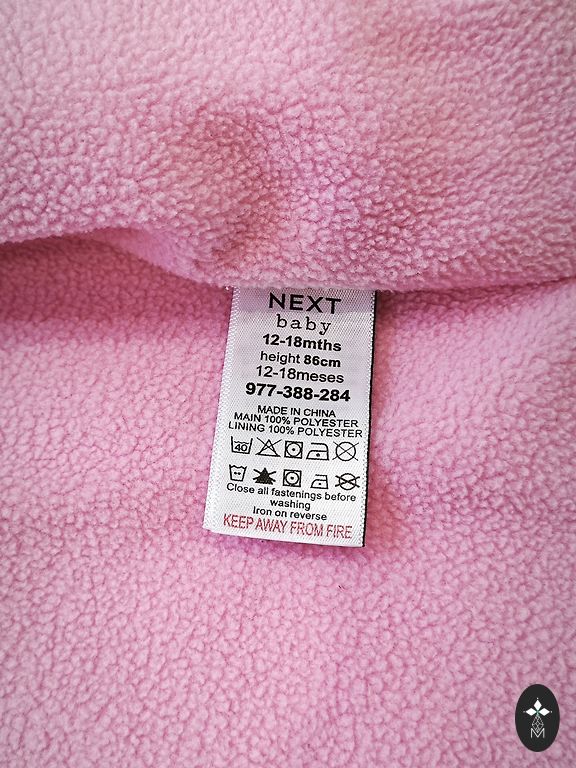 NEXT
baby
12-18mths
height 86cm
12-18meses
977-388-284
MADE IN CHINA
MAIN 100% POLYESTER
LINING 100% POLYESTER
40
Close all fastenings before
washing
Iron on reverse
KEEP AWAY FROM FIRE
M